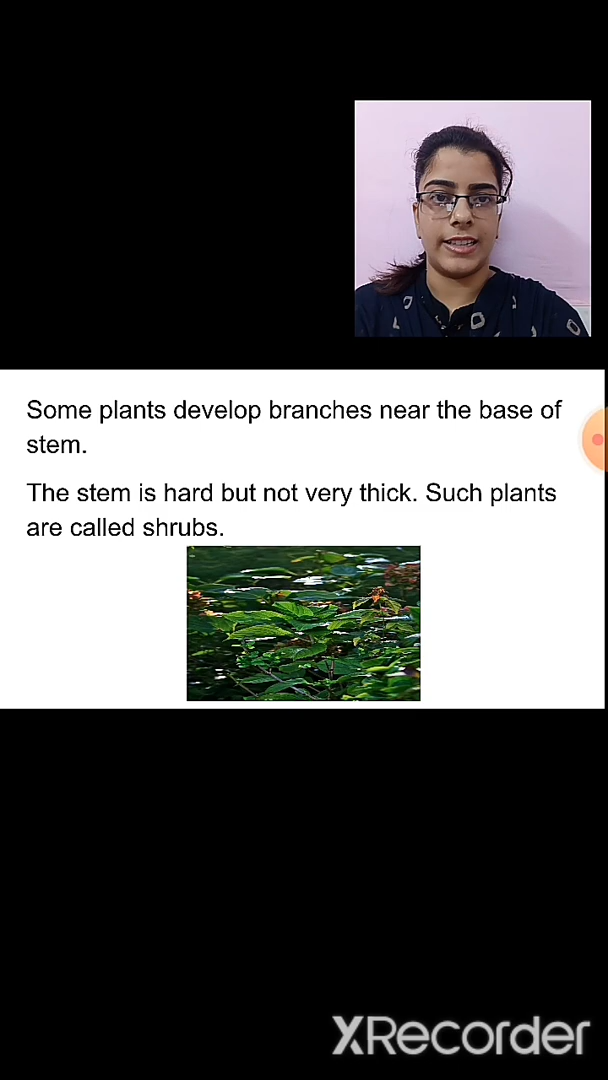 Some plants develop branches near the base of
stem.
The stem is hard but not very thick. Such plants
are called shrubs.
XRecorder